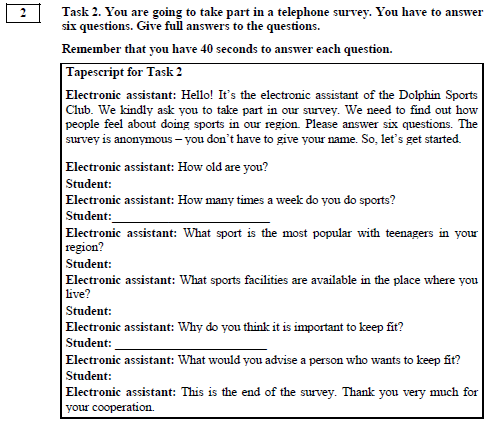 2
Task 2. You are going to take part in a telephone survey. You have to answer
six questions. Give full answers to the questions.
Remember that you have 40 seconds to answer each question.
Tapescript for Task 2
Electronic assistant: Hello! It's the electronic assistant of the Dolphin Sports
Club. We kindly ask you to take part in our survey. We need to find out how
people feel about doing sports in our region. Please answer six questions. The
survey is anonymous – you don't have to give your name. So, let's get started.
Electronic assistant: How old are you?
Student:
Electronic assistant: How many times a week do you do sports?
Student:
Electronic assistant: What sport is the most popular with teenagers in your
region?
Student:
Electronic assistant: What sports facilities are available in the place where you
live?
Student:
Electronic assistant: Why do you think it is important to keep fit?
Student:
Electronic assistant: What would you advise a person who wants to keep fit?
Student:
Electronic assistant: This is the end of the survey. Thank you very much for
your cooperation.